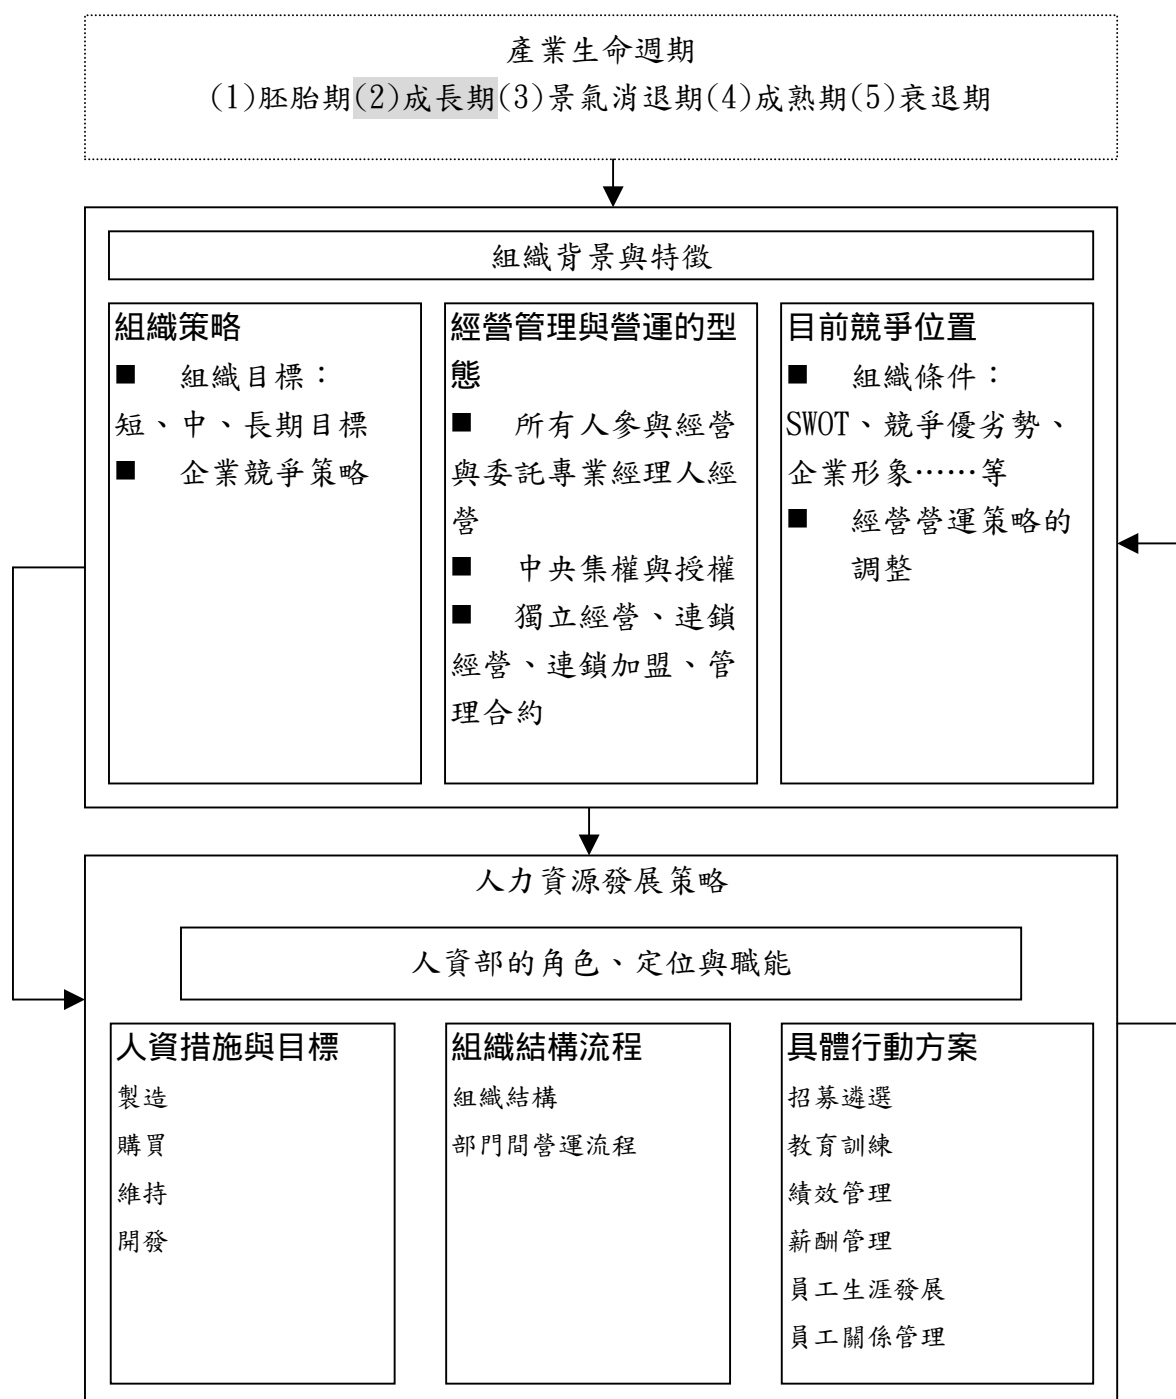 產業生命週期
(1)胚胎期(2)成長期(3)景氣消退期(4)成熟期(5)衰退期
組織背景與特徵
組織策略
■ 組織目標：
短、中、長期目標
■ 企業競爭策略
經營管理與營運的型
態
■ 所有人參與經營
與委託專業經理人經
營
■ 中央集權與授權
■ 獨立經營、連鎖
經營、連鎖加盟、管
理合約
目前競爭位置
■ 組織條件：
SWOT、競爭優劣勢、
企業形象……等
■ 經營營運策略的
調整
人力資源發展策略
人資部的角色、定位與職能
人資措施與目標
製造
購買
維持
開發
組織結構流程
組織結構
部門間營運流程
具體行動方案
招募遴選
教育訓練
績效管理
薪酬管理
員工生涯發展
員工關係管理